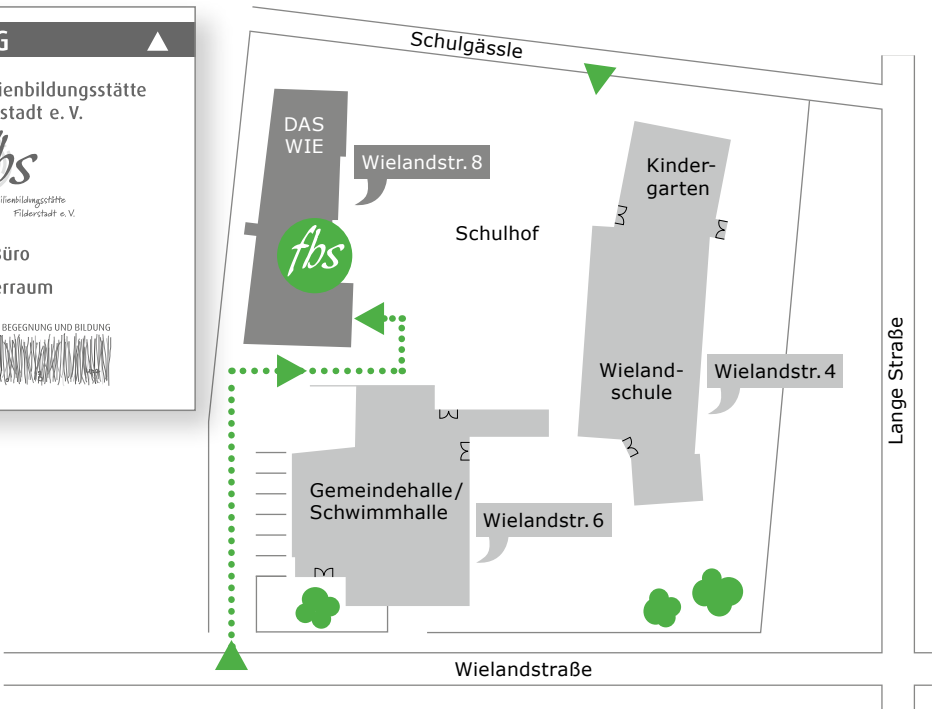 G
ienbildungsstätte
stadt e. V.
bs
ilienbildungsstätte
Filderstadt e. V.
Büro
erraum
BEGEGNUNG UND BILDUNG
Schulgässle
DAS
WIE
Wielandstr. 8
fbs
Schulhof
Kinder-
garten
Wieland-
schule
Wielandstr. 4
Lange Straße
Gemeindehalle/
Schwimmhalle
Wielandstr. 6
Wielandstraße